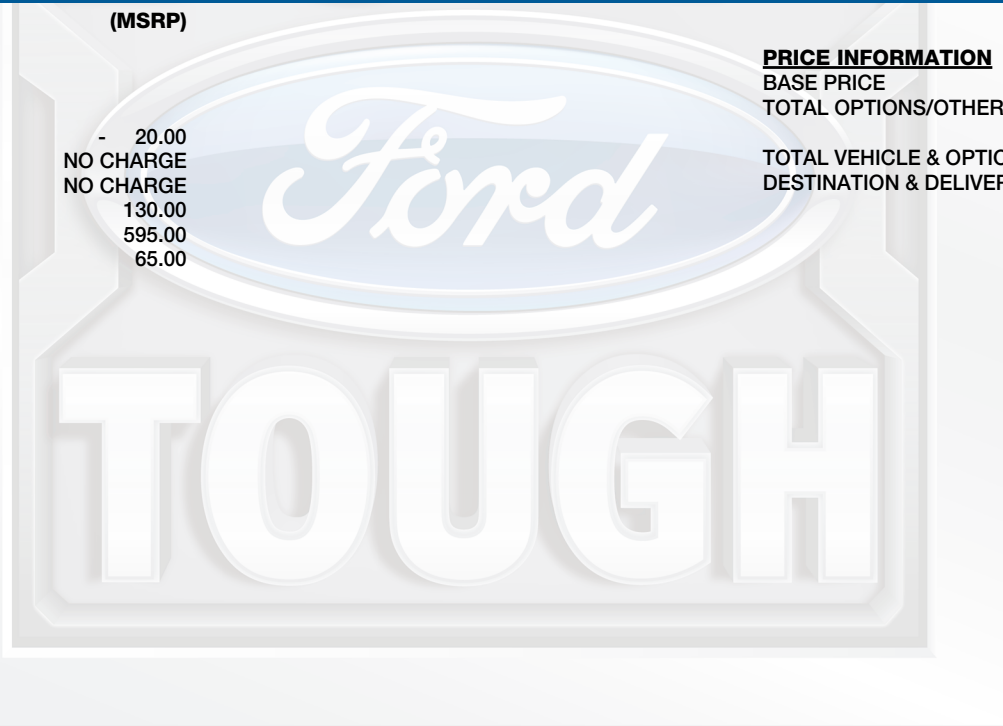 (MSRP)
- 20.00
NO CHARGE
NO CHARGE
130.00
595.00
65.00
PRICE INFORMATION
BASE PRICE
TOTAL OPTIONS/OTHER
TOTAL VEHICLE & OPTIO
DESTINATION & DELIVER
Ford
TOUGH